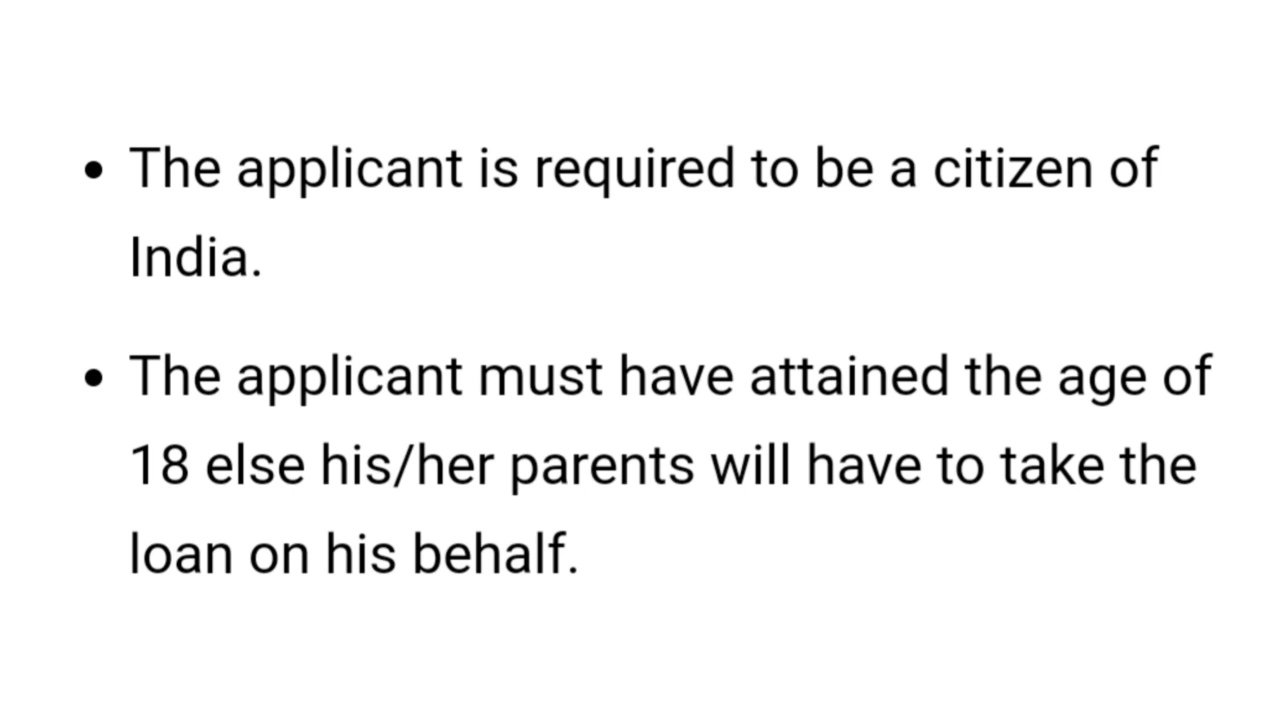 • The applicant is required to be a citizen of
India.
• The applicant must have attained the age of
18 else his/her parents will have to take the
loan on his behalf.